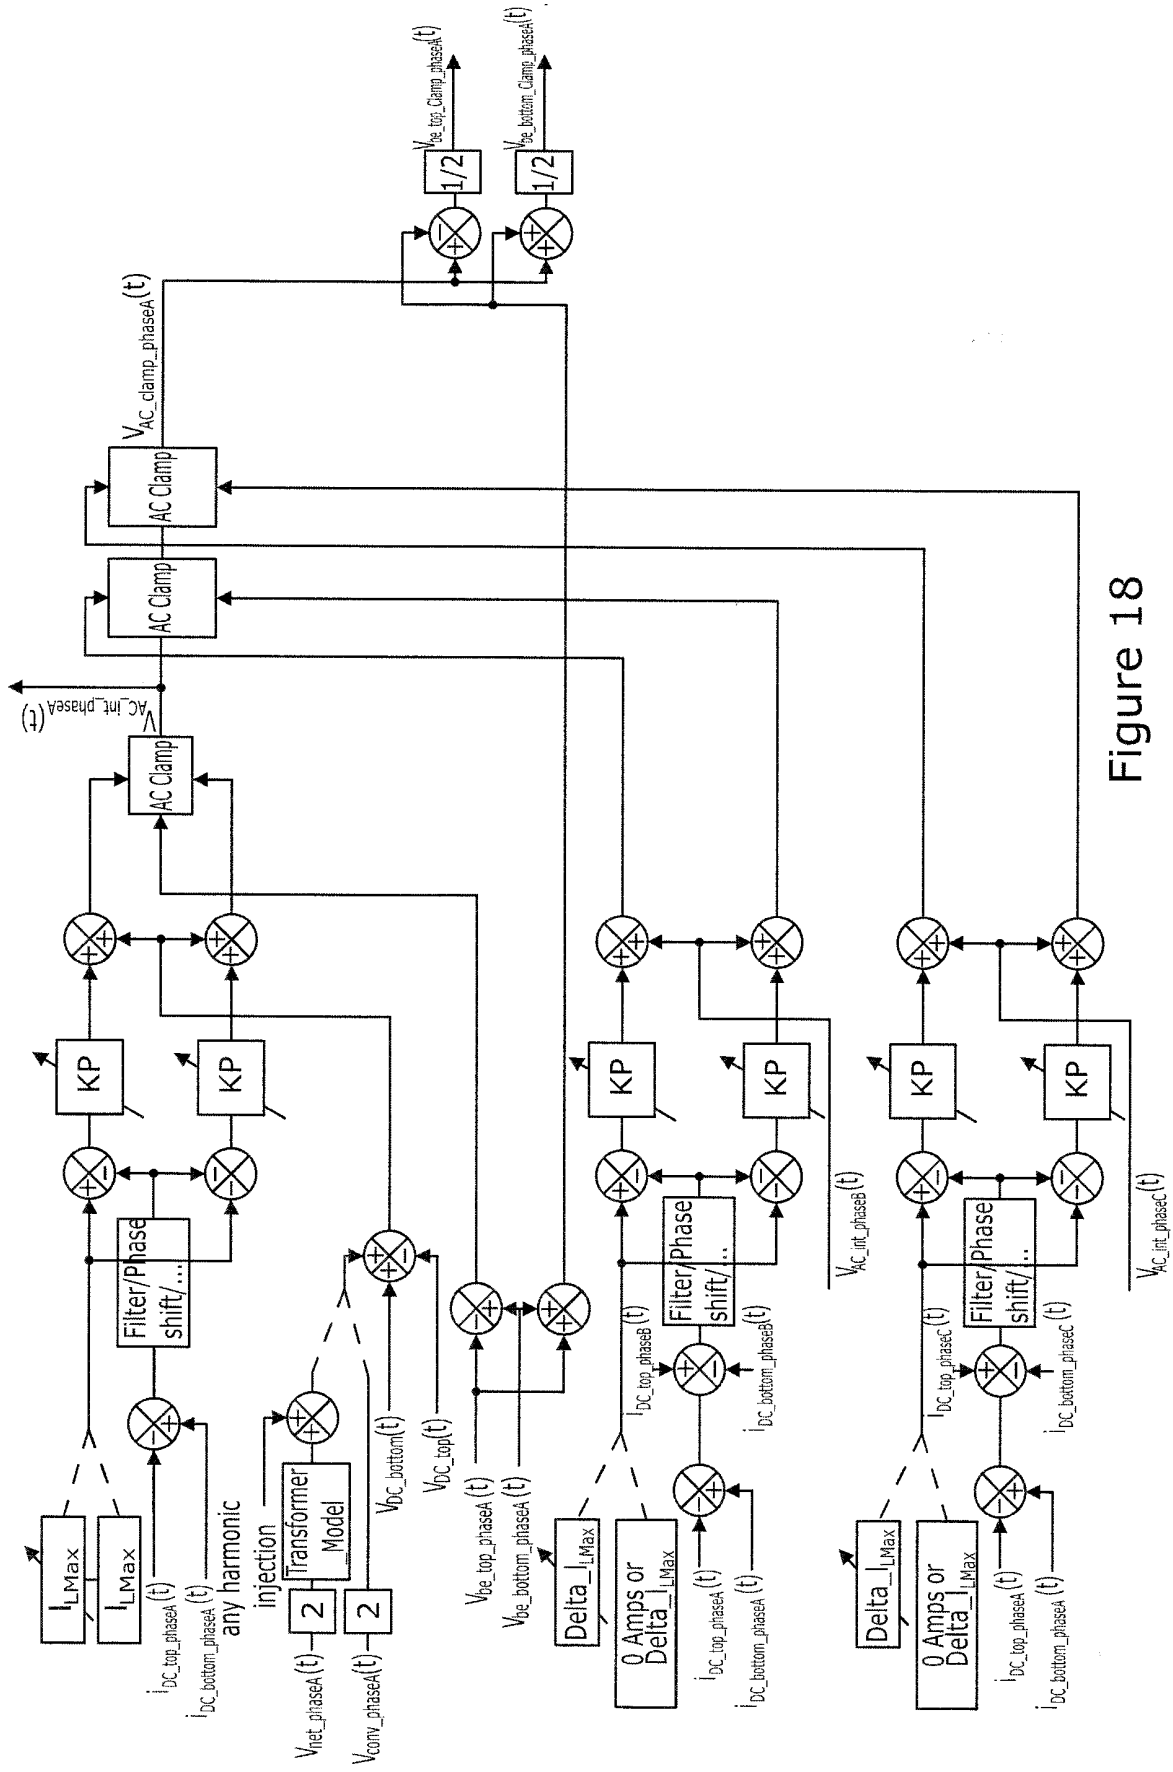 I_LMax
I_LMax
i_DC_top_phaseA(t)
i_DC_bottom_phaseA(t)
- +
Filter/Phase
shift/....
+ -
- -
KP
KP
+ +
+ +
AC Clamp
V_AC_int_phaseA(t)
AC Clamp
AC Clamp
V_AC_clamp_phaseA(t)
any harmonic
injection
V_net_phaseA(t)
2
Transformer
_Model
+ +
V_conv_phaseA(t)
2
V_DC_bottom(t)
V_DC_top(t)
+ + -
V_be_top_phaseA(t)
V_be_bottom_phaseA(t)
- +
+ +
+ -
1/2
V_be_top_Clamp_phaseA(t)
+ +
1/2
V_be_bottom_Clamp_phaseA(t)
Delta_I_LMax
0 Amps or
Delta_I_LMax
i_DC_top_phaseA(t)
i_DC_bottom_phaseA(t)
- +
i_DC_top_phaseB(t)
i_DC_bottom_phaseB(t)
+ -
Filter/Phase
shift/....
+ -
- -
KP
KP
+ +
+ +
V_AC_int_phaseB(t)
Delta_I_LMax
0 Amps or
Delta_I_LMax
i_DC_top_phaseA(t)
i_DC_bottom_phaseA(t)
- +
i_DC_top_phaseC(t)
i_DC_bottom_phaseC(t)
+ -
Filter/Phase
shift/....
+ -
- -
KP
KP
+ +
+ +
V_AC_int_phaseC(t)
Figure 18